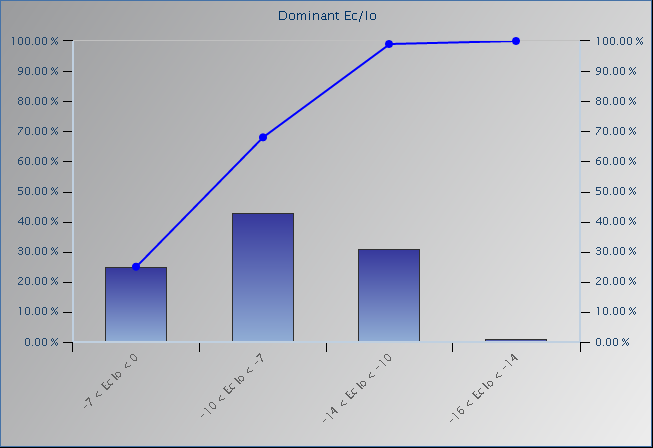 Dominant Ec/Io
100.00 % 100.00 %
90.00 % 90.00 %
80.00 % 80.00 %
70.00 % 70.00 %
60.00 % 60.00 %
50.00 % 50.00 %
40.00 % 40.00 %
30.00 % 30.00 %
20.00 % 20.00 %
10.00 % 10.00 %
0.00 % 0.00 %
-7 < Ec Io < 0
-10 < Ec Io < -7
-14 < Ec Io < -10
-16 < Ec Io < -14